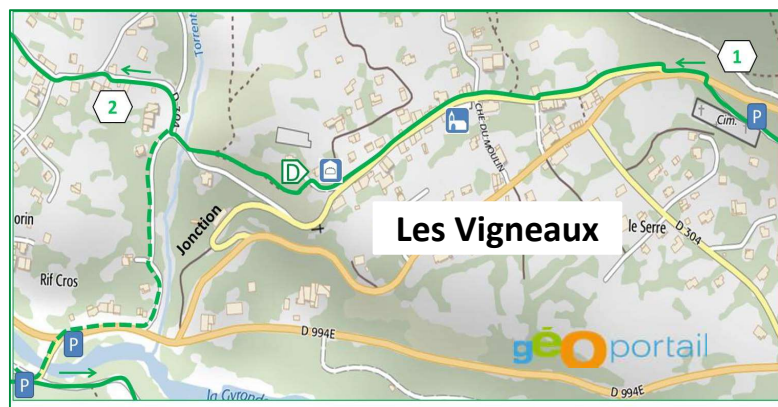 Torrent
1
P
Cim.
2
D 104
CHE DU MOULIN
D
Jonction
Les Vigneaux
le Serre
D 304
orin
Rif Cros
P
D 994E
géoportail
P
la Gyronde
D 994E